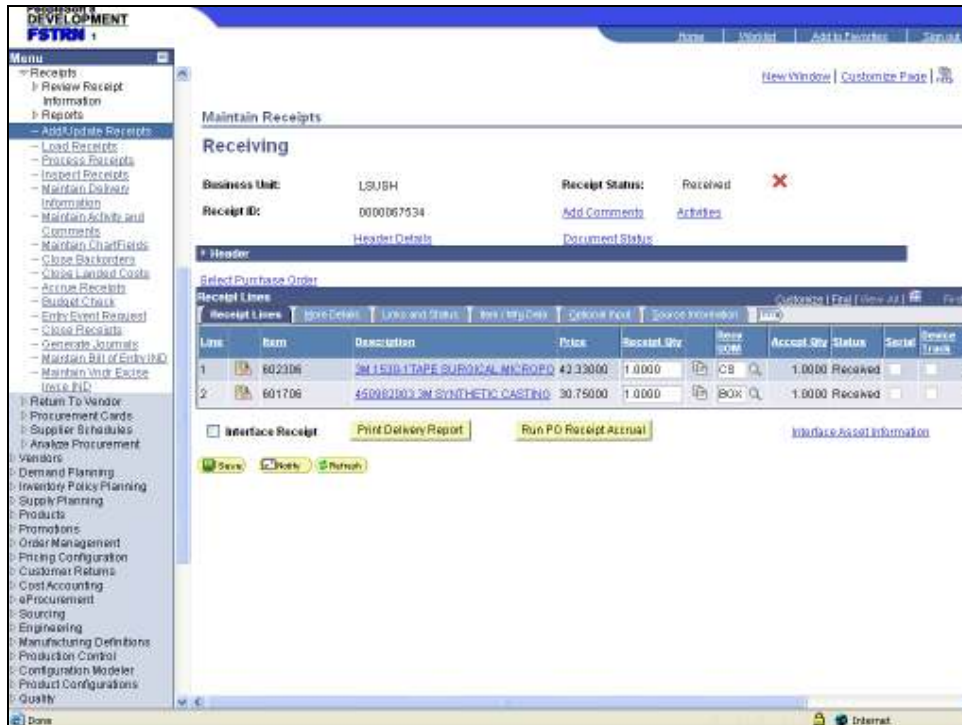 DEVELOPMENT
FSTRN 1
Home
Worklist
Add to Favorites
Sign out
Menu
Receipts
Review Receipt
Information
Reports
Add/Update Receipts
Load Receipts
Process Receipts
Inspect Receipts
Maintain Delivery
Information
Maintain Activity and
Comments
Maintain ChartFields
Close Backorders
Close Landed Costs
Accrue Receipts
Budget Check
Entry Event Request
Close Receipts
Generate Journals
Maintain Bill of Entry IND
Maintain Vndr Excise
Invce IND
Return To Vendor
Procurement Cards
Supplier Schedules
Analyze Procurement
Vendors
Demand Planning
Inventory Policy Planning
Supply Planning
Products
Promotions
Order Management
Pricing Configuration
Customer Returns
Cost Accounting
eProcurement
Sourcing
Engineering
Manufacturing Definitions
Production Control
Configuration Modeler
Product Configurations
Quality
New Window | Customize Page |
Maintain Receipts
Receiving
Business Unit: LSUSH Receipt Status: Received
Receipt ID: 0000067534 Add Comments Activities
Header Details Document Status
Header
Select Purchase Order
Receipt Lines Customize | Find | View All |
Receipt Lines More Details Links and Status Item / Mfg Data Optional Input Source Information
Line Item Description Price Receipt Qty Recv UOM Accept Qty Status Serial Device Track
1 602306 3M 1530-1TAPE SURGICAL MICROPO 42.33000 1.0000 CS 1.0000 Received
2 601706 3M SYNTHETIC CASTING 30.75000 1.0000 BOX 1.0000 Received
Interface Receipt Print Delivery Report Run PO Receipt Accrual Interface Asset Information
Save Notify Refresh
Done Internet